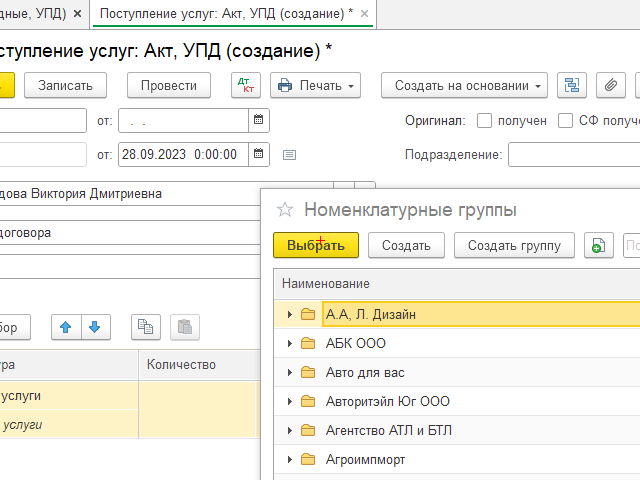 дные, УПД) × Поступление услуг: Акт, УПД (создание) * ×
оступление услуг: Акт, УПД (создание) *
Записать Провести Дт Кт Печать Создать на основании
от: . . Оригинал: получен СФ получе
от: 28.09.2023 0:00:00 Подразделение:
дова Виктория Дмитриевна
Номенклатурные группы
договора
Выбрать Создать Создать группу По
Наименование
А.А, Л. Дизайн
бор
АБК ООО
ра Количество
Авто для вас
услуги
Авторитэйл Юг ООО
услуги
Агентство АТЛ и БТЛ
Агроимпморт